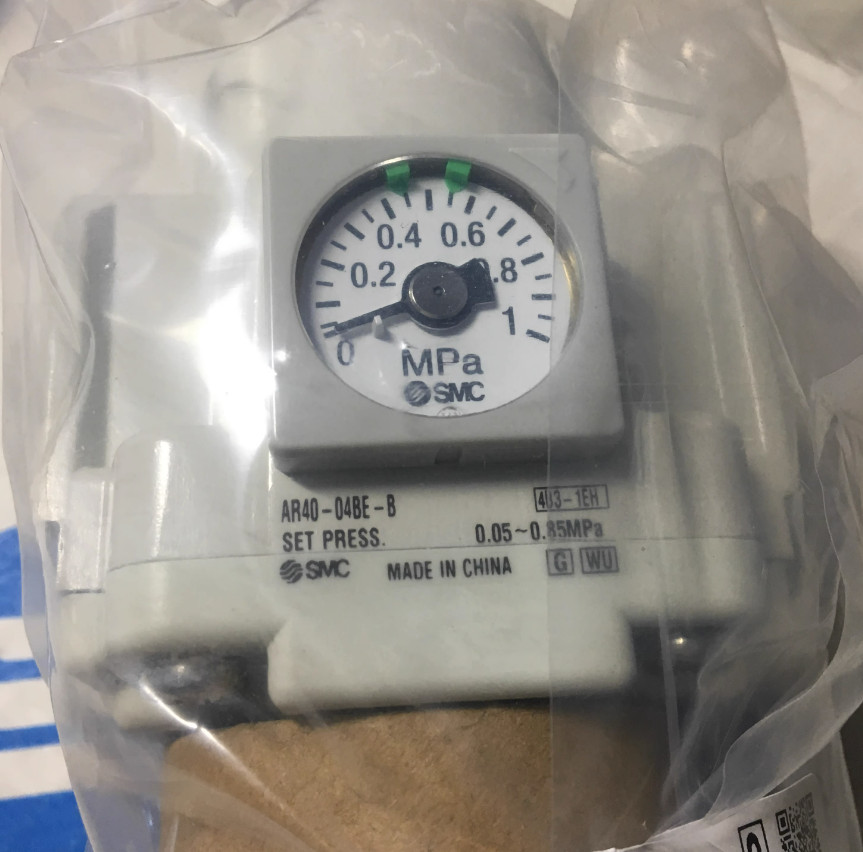 0.4 0.6
0.2 0.8
0 1
MPa
SMC
AR40-04BE-B 403-1EH
SET PRESS. 0.05~0.85MPa
SMC MADE IN CHINA G WU